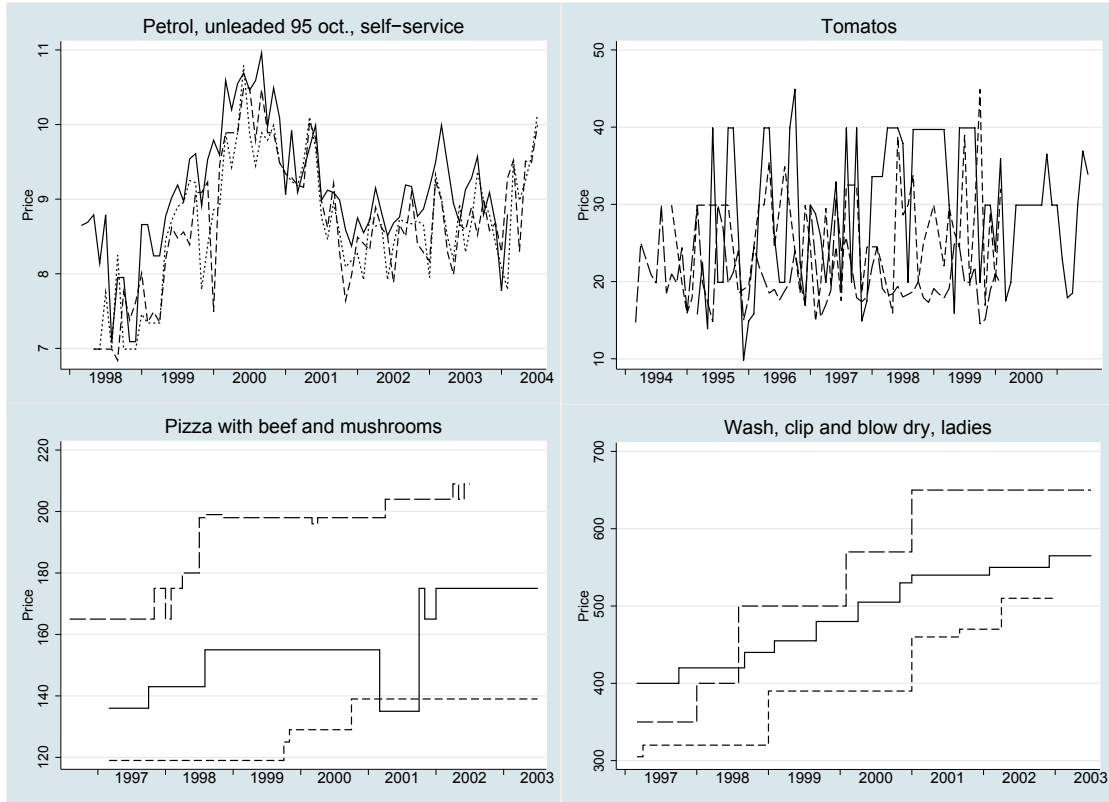 Petrol, unleaded 95 oct., self−service
Price
11
10
9
8
7
1998 1999 2000 2001 2002 2003 2004
Tomatos
Price
50
40
30
20
10
1994 1995 1996 1997 1998 1999 2000
Pizza with beef and mushrooms
Price
220
200
180
160
140
120
1997 1998 1999 2000 2001 2002 2003
Wash, clip and blow dry, ladies
Price
700
600
500
400
300
1997 1998 1999 2000 2001 2002 2003